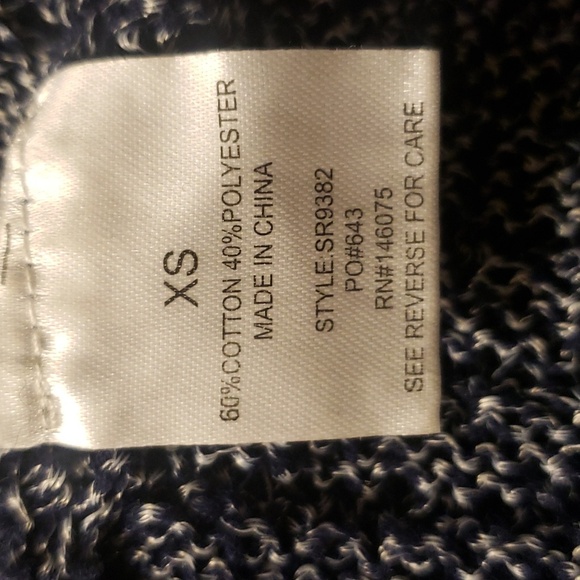 XS
60%COTTON 40%POLYESTER
MADE IN CHINA
STYLE:SR9382
PO#643
RN#146075
SEE REVERSE FOR CARE